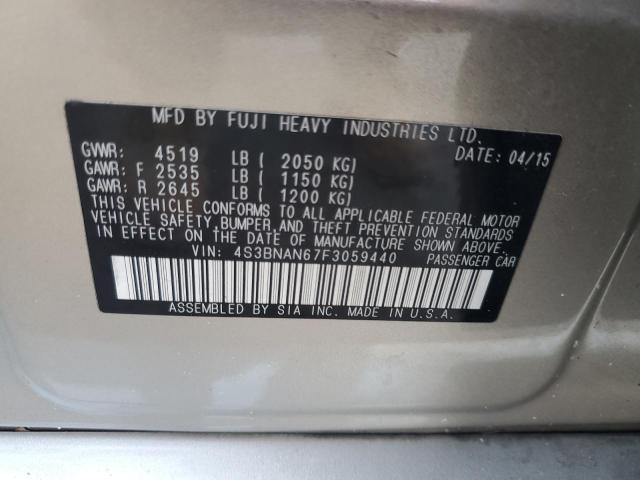 MFD BY FUJI HEAVY INDUSTRIES LTD.
GVWR: 4519 LB ( 2050 KG) DATE: 04/15
GAWR: F 2535 LB ( 1150 KG)
GAWR: R 2645 LB ( 1200 KG)
THIS VEHICLE CONFORMS TO ALL APPLICABLE FEDERAL MOTOR
VEHICLE SAFETY, BUMPER, AND THEFT PREVENTION STANDARDS
IN EFFECT ON THE DATE OF MANUFACTURE SHOWN ABOVE.
VIN: 4S3BNAN67F3059440 PASSENGER CAR
ASSEMBLED BY SIA INC. MADE IN U.S.A.